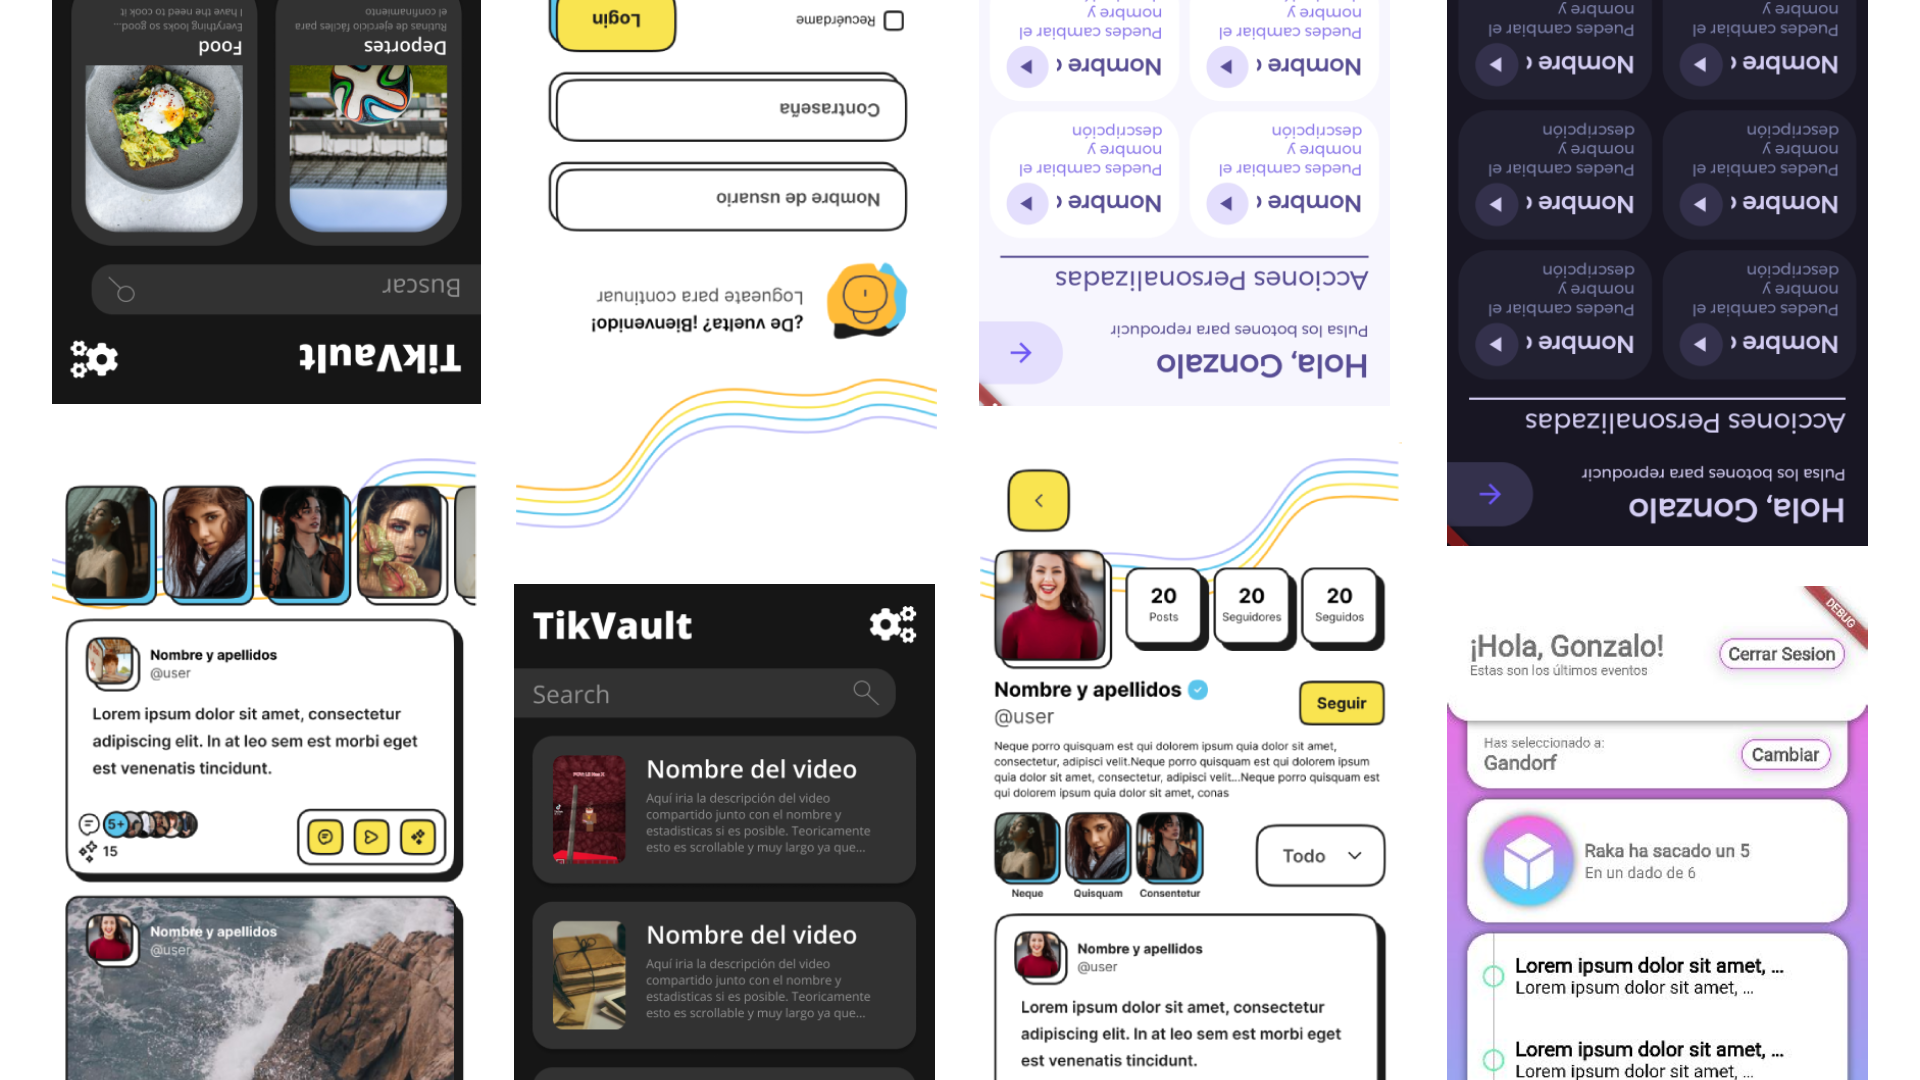 TikVault
Buscar
Deportes
Rutinas de ejercicio fáciles para
el confinamiento
Food
Everything looks so good...
I have the need to cook it
¿De vuelta? ¡Bienvenido!
Logueate para continuar
Nombre de usuario
Contraseña
Recuérdarme
Login
Hola, Gonzalo
Pulsa los botones para reproducir
Acciones Personalizadas
Nombre
Puedes cambiar el
nombre y
descripción
Nombre
Puedes cambiar el
nombre y
descripción
Nombre
Puedes cambiar el
nombre y
Nombre
Puedes cambiar el
nombre y
Hola, Gonzalo
Pulsa los botones para reproducir
Acciones Personalizadas
Nombre
Puedes cambiar el
nombre y
descripción
Nombre
Puedes cambiar el
nombre y
descripción
Nombre
Puedes cambiar el
nombre y
descripción
Nombre
Puedes cambiar el
nombre y
descripción
Nombre
Puedes cambiar el
nombre y
Nombre
Puedes cambiar el
nombre y
Nombre y apellidos
@user
Lorem ipsum dolor sit amet, consectetur
adipiscing elit. In at leo sem est morbi eget
est venenatis tincidunt.
5+
15
Nombre y apellidos
@user
TikVault
Search
Nombre del video
Aquí iria la descripción del video
compartido junto con el nombre y
estadisticas si es posible. Teoricamente
esto es scrollable y muy largo ya que...
Nombre del video
Aquí iria la descripción del video
compartido junto con el nombre y
estadisticas si es posible. Teoricamente
esto es scrollable y muy largo ya que...
20
Posts
20
Seguidores
20
Seguidos
Nombre y apellidos
@user
Seguir
Neque porro quisquam est qui dolorem ipsum quia dolor sit amet,
consectetur, adipisci velit.Neque porro quisquam est qui dolorem ipsum
quia dolor sit amet, consectetur, adipisci velit...Neque porro quisquam est
qui dolorem ipsum quia dolor sit amet, conas
Neque
Quisquam
Consentetur
Todo
Nombre y apellidos
@user
Lorem ipsum dolor sit amet, consectetur
adipiscing elit. In at leo sem est morbi eget
est venenatis tincidunt.
DEBUG
¡Hola, Gonzalo!
Estas son los últimos eventos
Cerrar Sesion
Has seleccionado a:
Gandorf
Cambiar
Raka ha sacado un 5
En un dado de 6
Lorem ipsum dolor sit amet, ...
Lorem ipsum dolor sit amet, ...
Lorem ipsum dolor sit amet, ...
Lorem ipsum dolor sit amet, ...